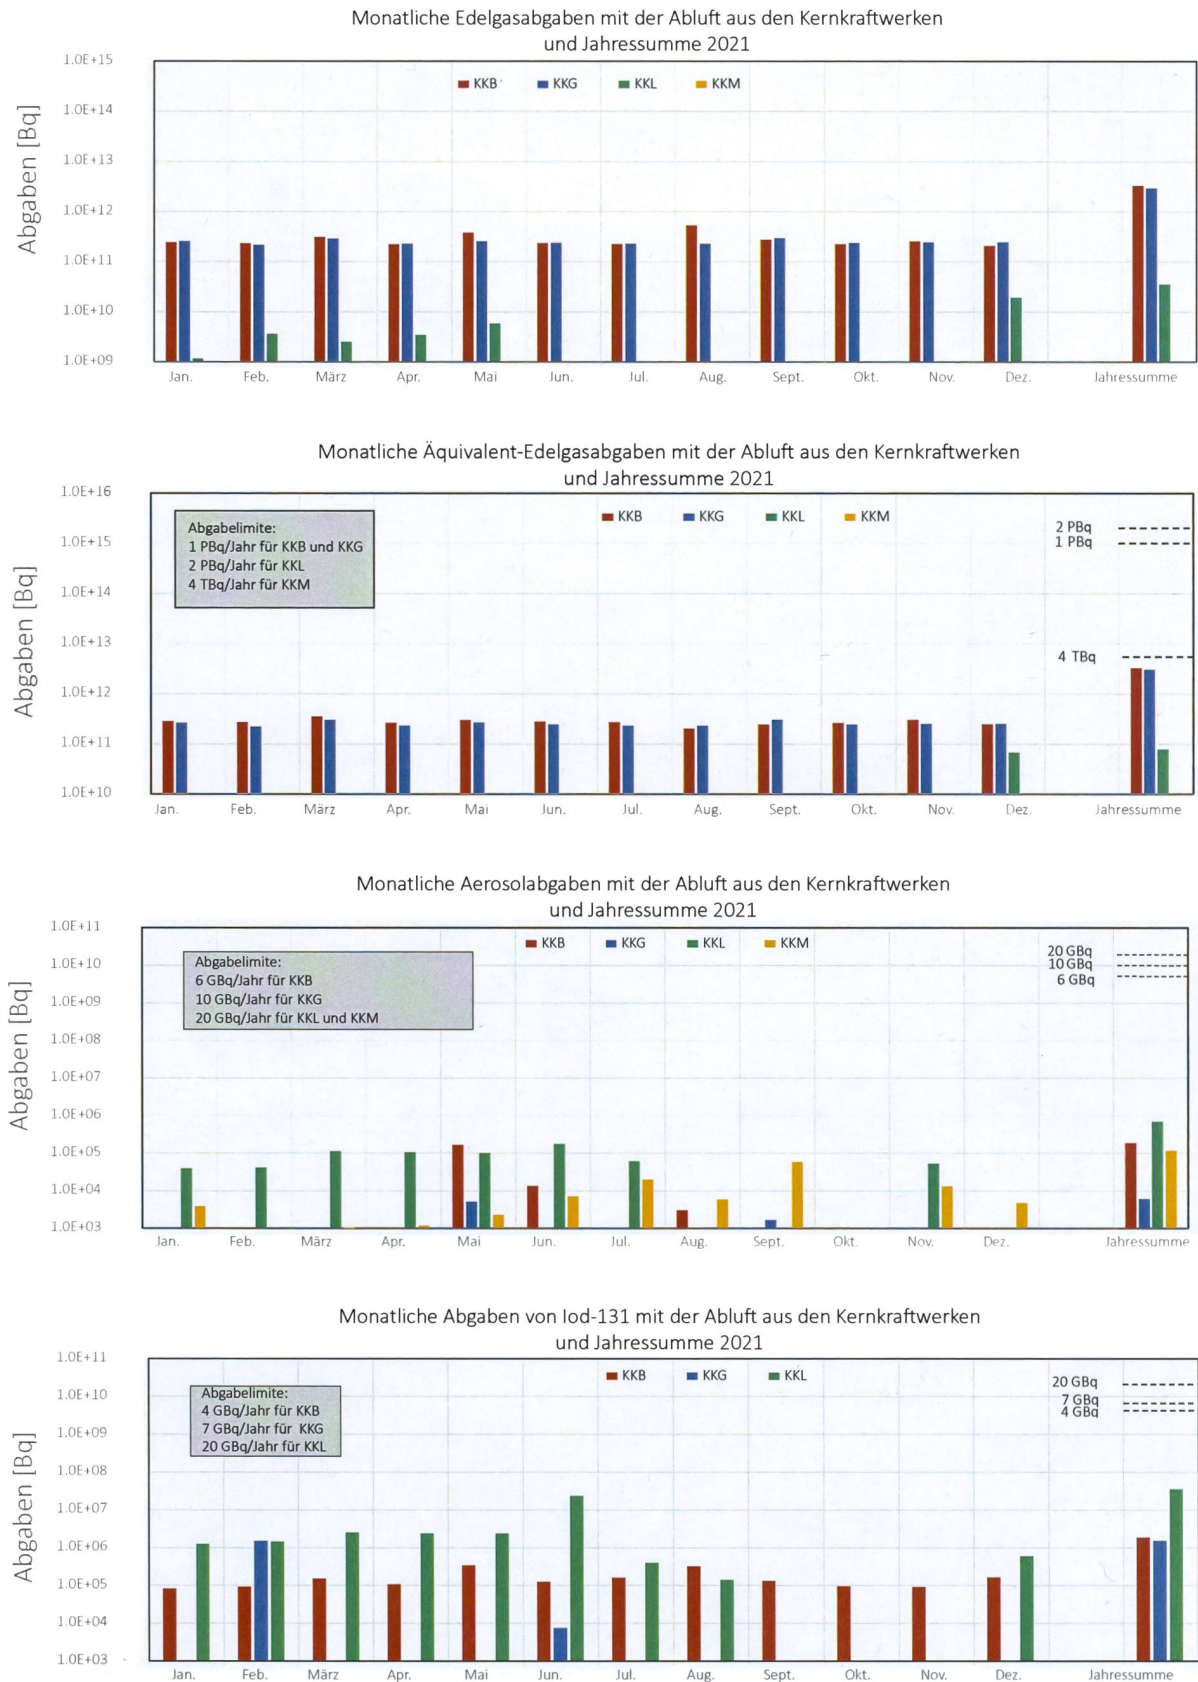 Monatliche Edelgasabgaben mit der Abluft aus den Kernkraftwerken
und Jahressumme 2021
Abgaben [Bq]
1.0E+15
1.0E+14
1.0E+13
1.0E+12
1.0E+11
1.0E+10
1.0E+09
KKB KKG KKL KKM
Jan. Feb. März Apr. Mai Jun. Jul. Aug. Sept. Okt. Nov. Dez. Jahressumme
Monatliche Äquivalent-Edelgasabgaben mit der Abluft aus den Kernkraftwerken
und Jahressumme 2021
Abgaben [Bq]
1.0E+16
1.0E+15
1.0E+14
1.0E+13
1.0E+12
1.0E+11
1.0E+10
Abgabelimite:
1 PBq/Jahr für KKB und KKG
2 PBq/Jahr für KKL
4 TBq/Jahr für KKM
KKB KKG KKL KKM
2 PBq
1 PBq
4 TBq
Jan. Feb. März Apr. Mai Jun. Jul. Aug. Sept. Okt. Nov. Dez. Jahressumme
Monatliche Aerosolabgaben mit der Abluft aus den Kernkraftwerken
und Jahressumme 2021
Abgaben [Bq]
1.0E+11
1.0E+10
1.0E+09
1.0E+08
1.0E+07
1.0E+06
1.0E+05
1.0E+04
1.0E+03
Abgabelimite:
6 GBq/Jahr für KKB
10 GBq/Jahr für KKG
20 GBq/Jahr für KKL und KKM
KKB KKG KKL KKM
20 GBq
10 GBq
6 GBq
Jan. Feb. März Apr. Mai Jun. Jul. Aug. Sept. Okt. Nov. Dez. Jahressumme
Monatliche Abgaben von Iod-131 mit der Abluft aus den Kernkraftwerken
und Jahressumme 2021
Abgaben [Bq]
1.0E+11
1.0E+10
1.0E+09
1.0E+08
1.0E+07
1.0E+06
1.0E+05
1.0E+04
1.0E+03
Abgabelimite:
4 GBq/Jahr für KKB
7 GBq/Jahr für KKG
20 GBq/Jahr für KKL
KKB KKG KKL
20 GBq
7 GBq
4 GBq
Jan. Feb. März Apr. Mai Jun. Jul. Aug. Sept. Okt. Nov. Dez. Jahressumme